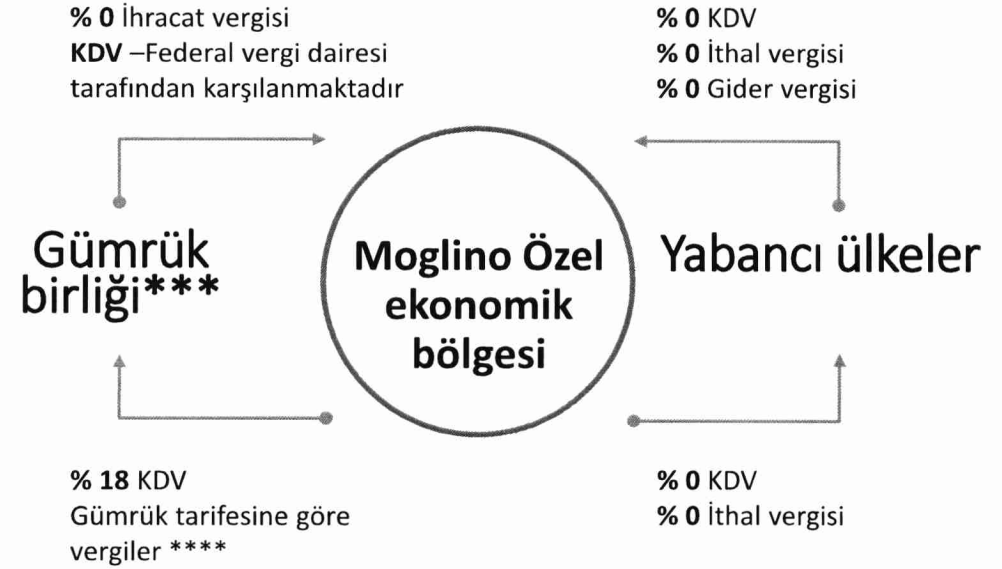 % 0 İhracat vergisi
KDV –Federal vergi dairesi
tarafından karşılanmaktadır
% 0 KDV
% 0 İthal vergisi
% 0 Gider vergisi
Gümrük
birliği***
Moglino Özel
ekonomik
bölgesi
Yabancı ülkeler
% 18 KDV
Gümrük tarifesine göre
vergiler ****
% 0 KDV
% 0 İthal vergisi